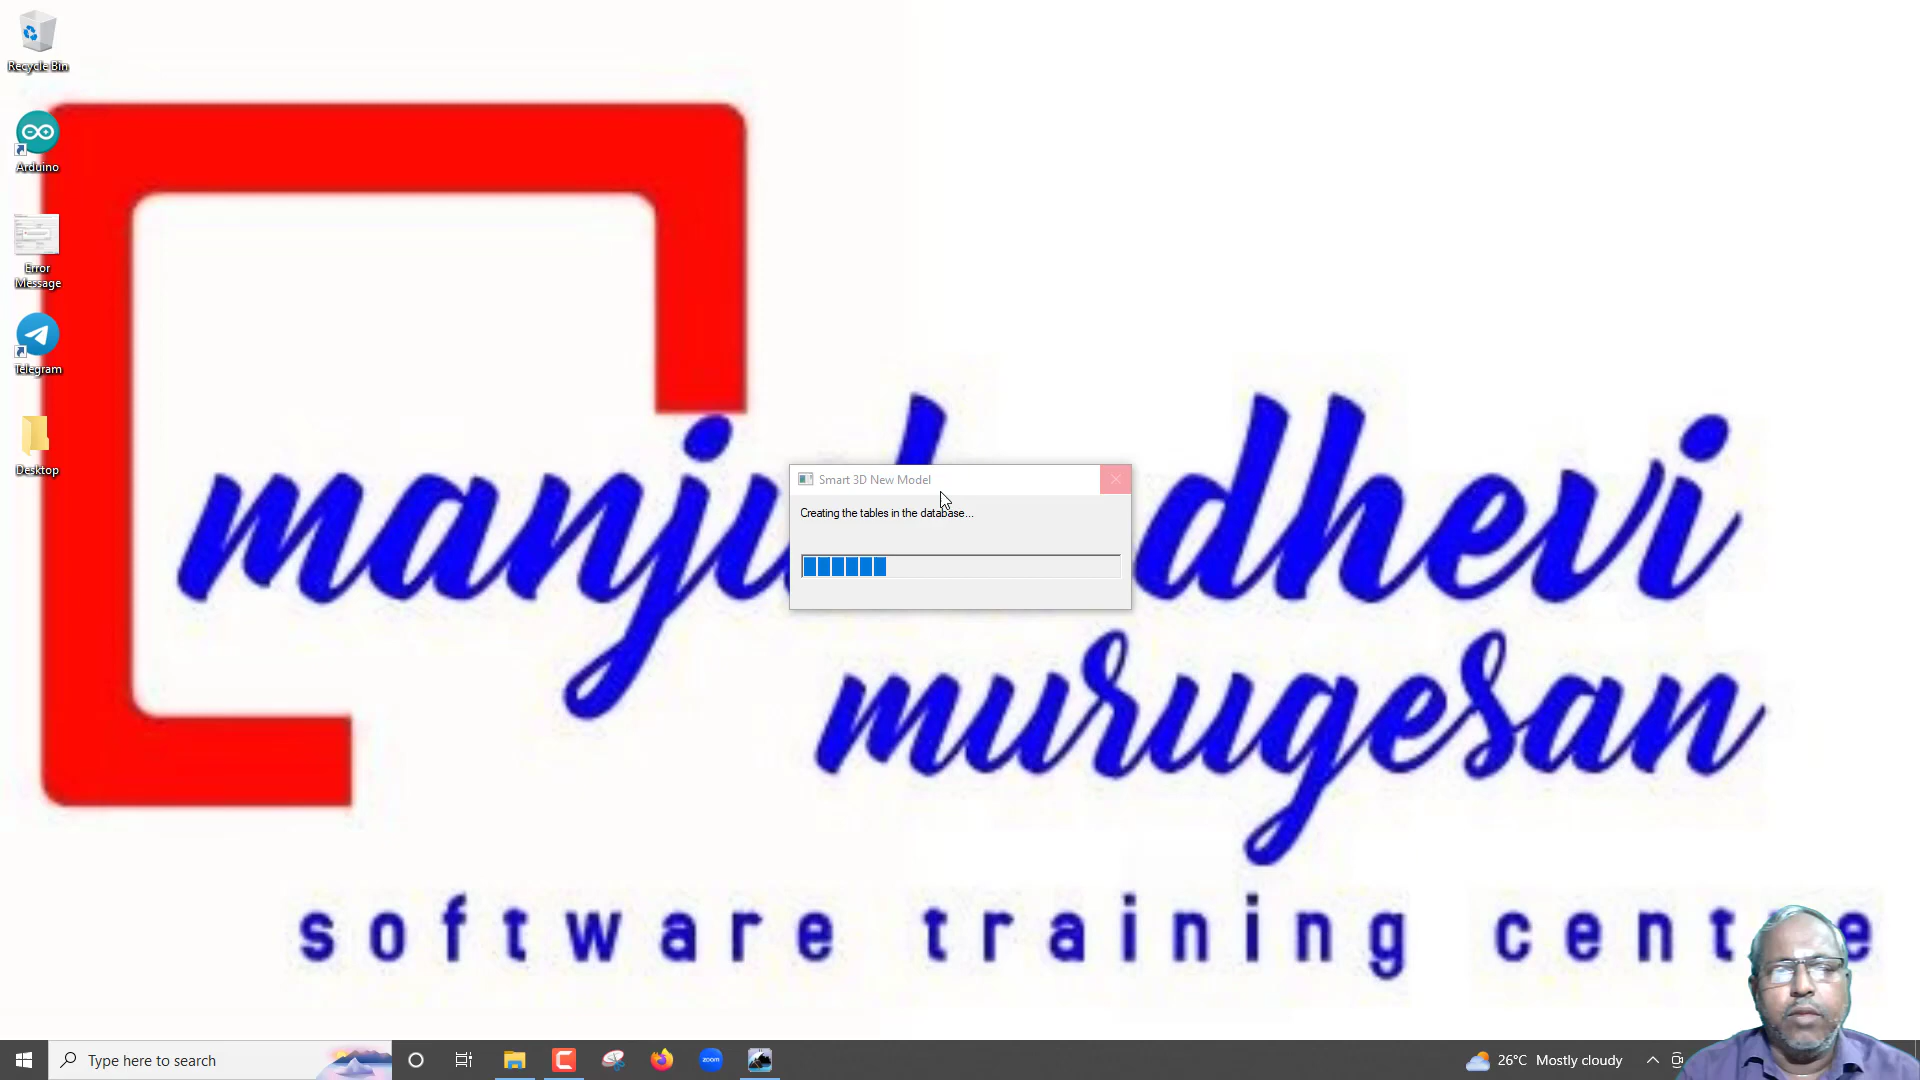 Recycle Bin
Arduino
Error
Message
Telegram
Desktop
Smart 3D New Model
Creating the tables in the database...
dhevi
murugesan
software training
Type here to search
zoom
26°C Mostly cloudy